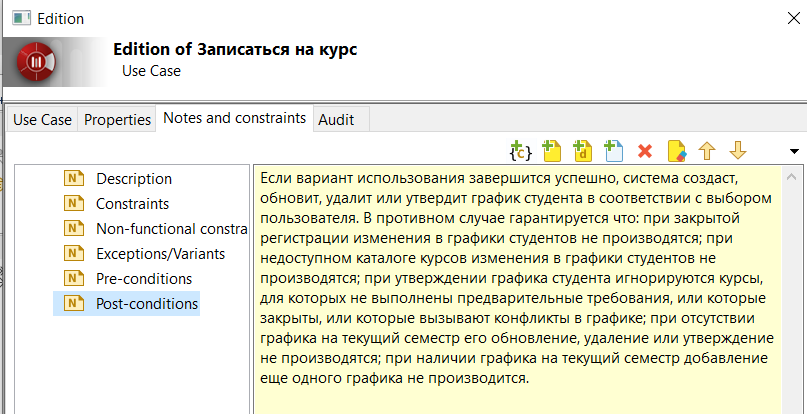 Edition
Edition of Записаться на курс
Use Case
Use Case Properties Notes and constraints Audit
Description
Constraints
Non-functional constra
Exceptions/Variants
Pre-conditions
Post-conditions
Если вариант использования завершится успешно, система создаст,
обновит, удалит или утвердит график студента в соответствии с выбором
пользователя. В противном случае гарантируется что: при закрытой
регистрации изменения в графики студентов не производятся; при
недоступном каталоге курсов изменения в графики студентов не
производятся; при утверждении графика студента игнорируются курсы,
для которых не выполнены предварительные требования, или которые
закрыты, или которые вызывают конфликты в графике; при отсутствии
графика на текущий семестр его обновление, удаление или утверждение
не производятся; при наличии графика на текущий семестр добавление
еще одного графика не производится.